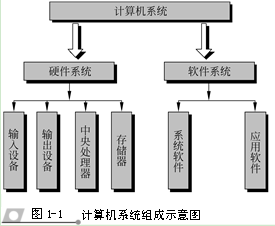 计算机系统
硬件系统
软件系统
输入设备
输出设备
中央处理器
存储器
系统软件
应用软件
图 1-1 计算机系统组成示意图